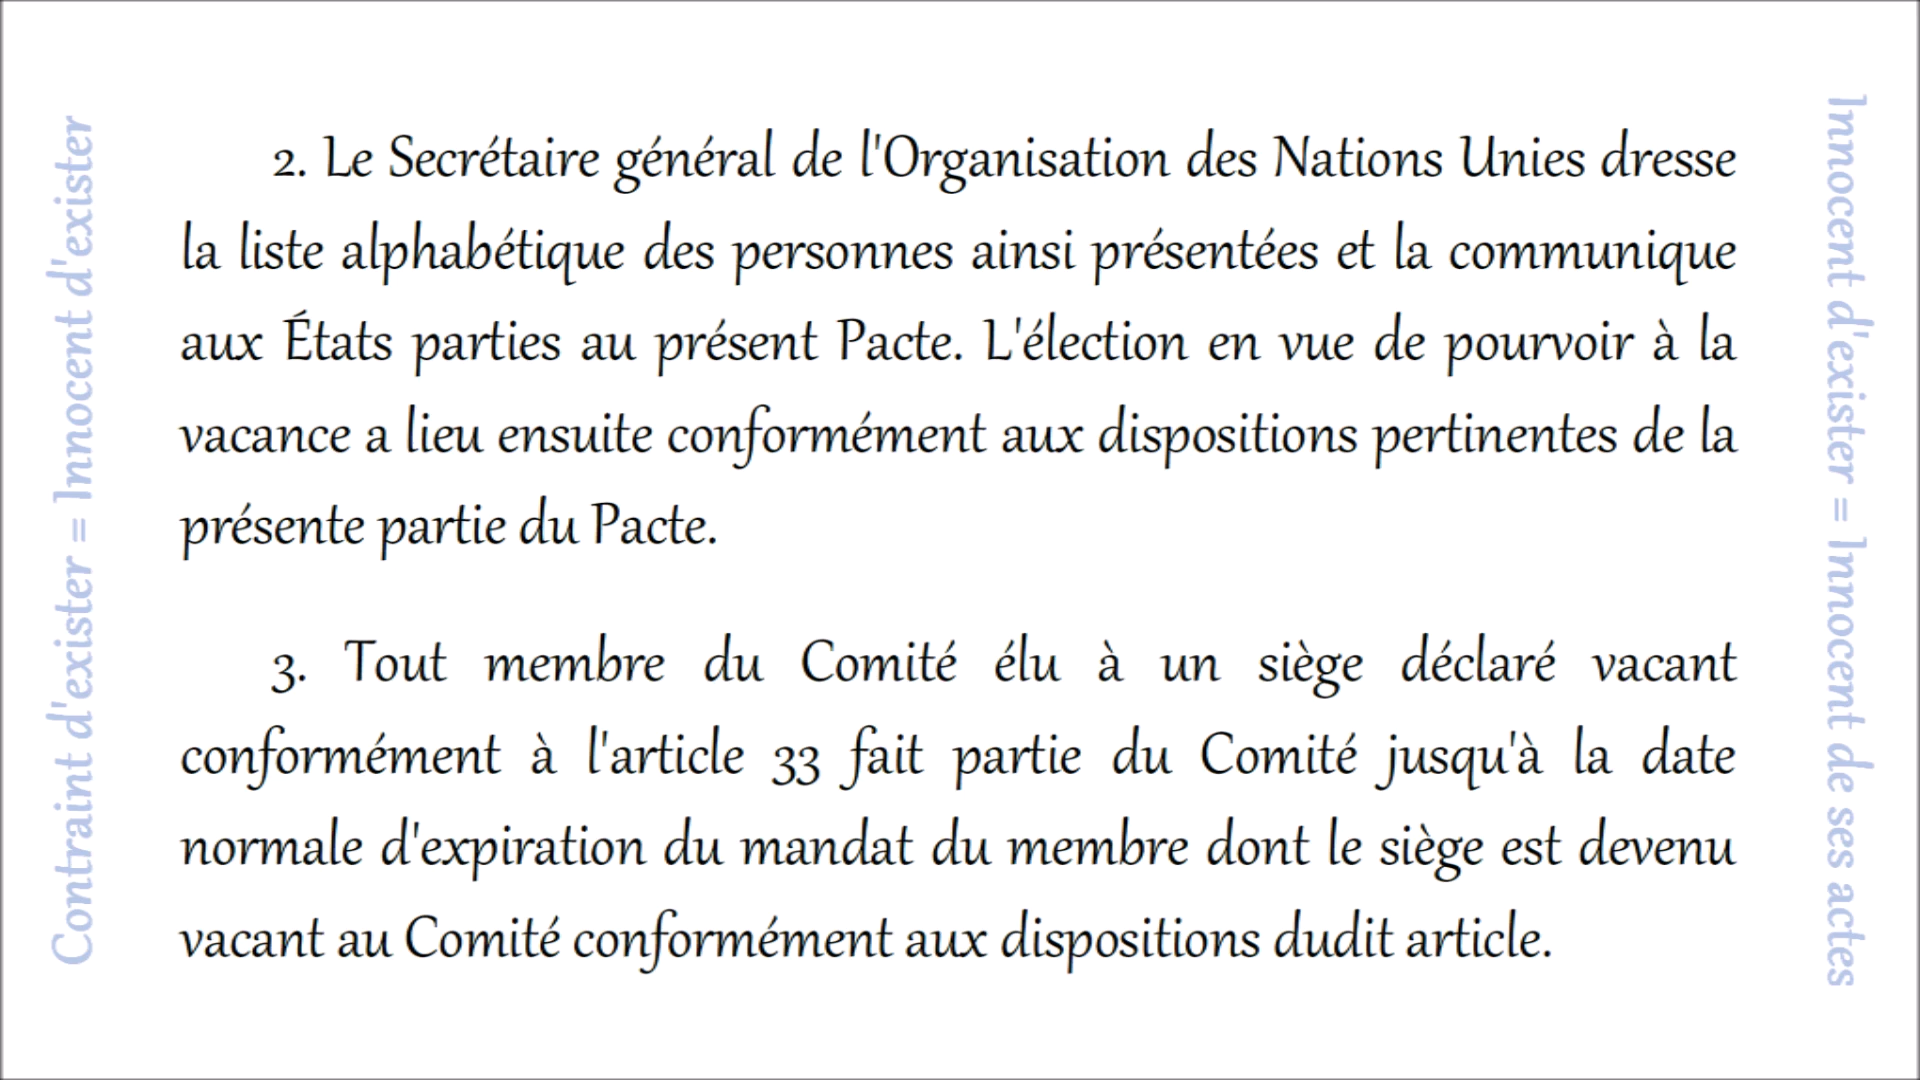 Contraint d'exister = Innocent d'exister
2. Le Secrétaire général de l'Organisation des Nations Unies dresse
la liste alphabétique des personnes ainsi présentées et la communique
aux États parties au présent Pacte. L'élection en vue de pourvoir à la
vacance a lieu ensuite conformément aux dispositions pertinentes de la
présente partie du Pacte.
3. Tout membre du Comité élu à un siège déclaré vacant
conformément à l'article 33 fait partie du Comité jusqu'à la date
normale d'expiration du mandat du membre dont le siège est devenu
vacant au Comité conformément aux dispositions dudit article.
Innocent d'exister = Innocent de ses actes